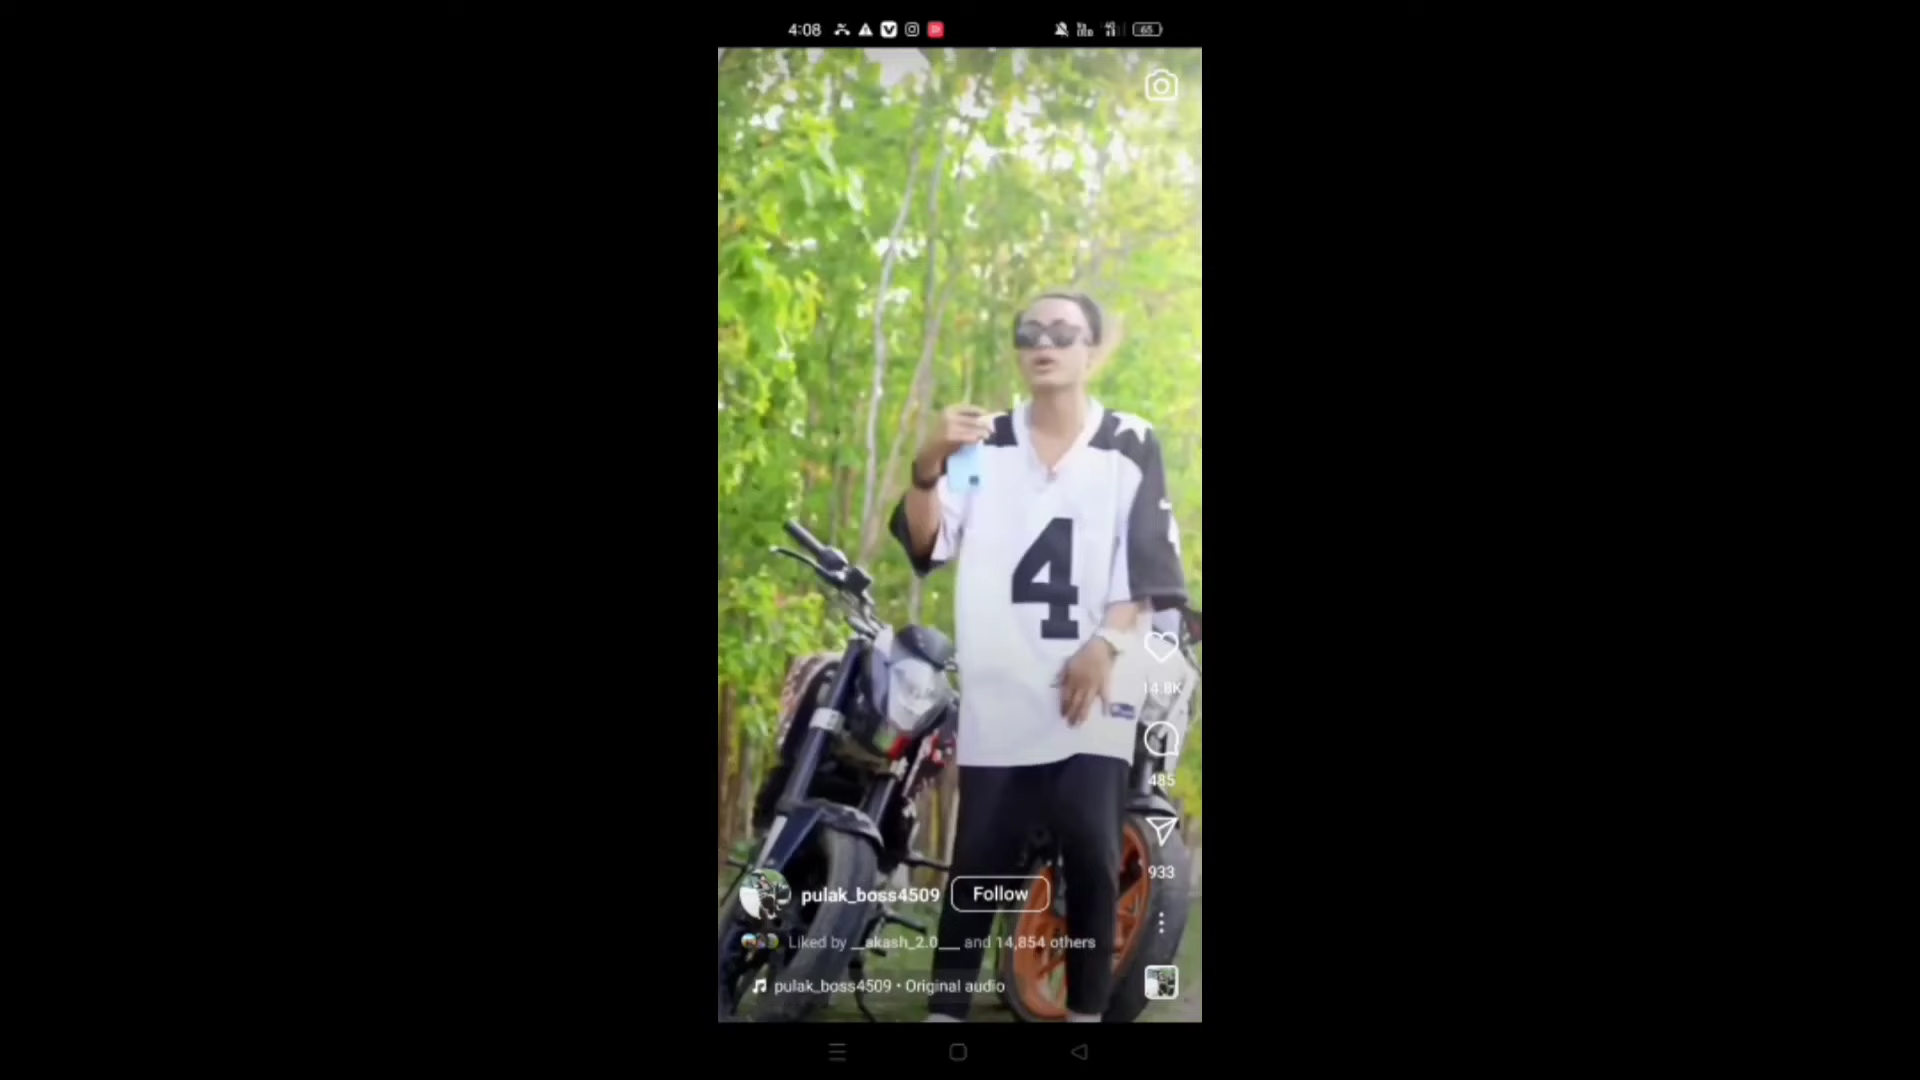 4:08
65
4
14.8K
485
933
pulak_boss4509
Follow
Liked by __akash_2.0___ and 14,854 others
pulak_boss4509 • Original audio